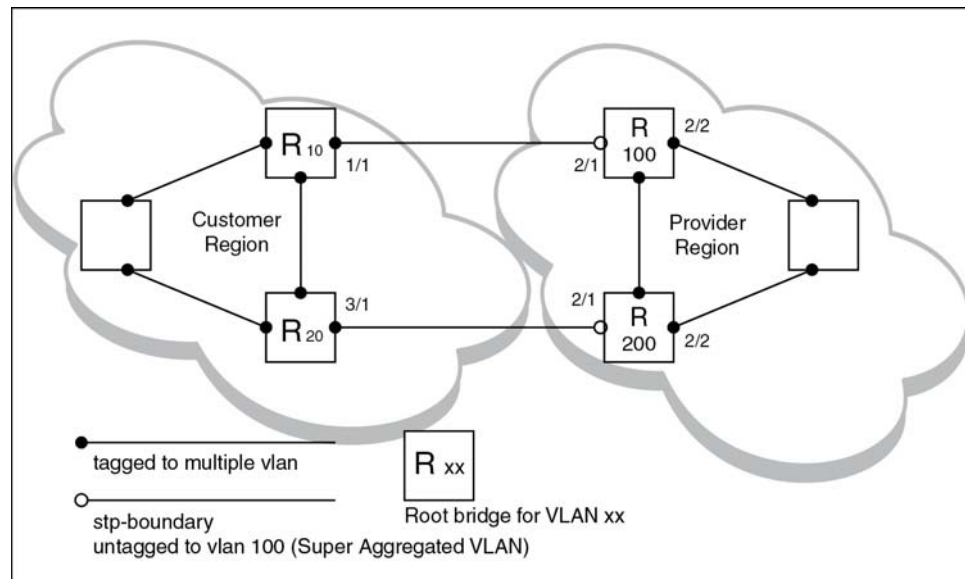 R 10
1/1
R
100
2/2
2/1
Customer
Region
Provider
Region
R 20
3/1
2/1
R
200
2/2
tagged to multiple vlan
R xx
stp-boundary
untagged to vlan 100 (Super Aggregated VLAN)
Root bridge for VLAN xx